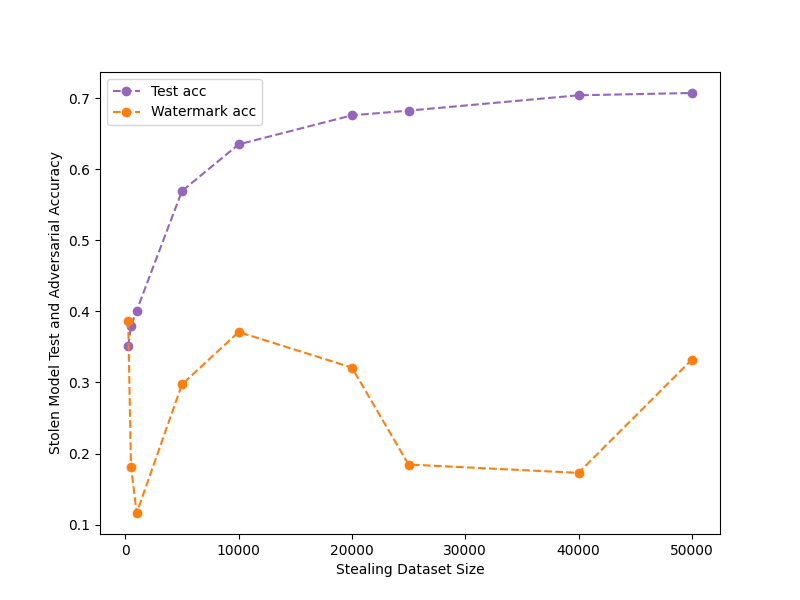 Test acc
Watermark acc
Stolen Model Test and Adversarial Accuracy
0.7
0.6
0.5
0.4
0.3
0.2
0.1
0 10000 20000 30000 40000 50000
Stealing Dataset Size